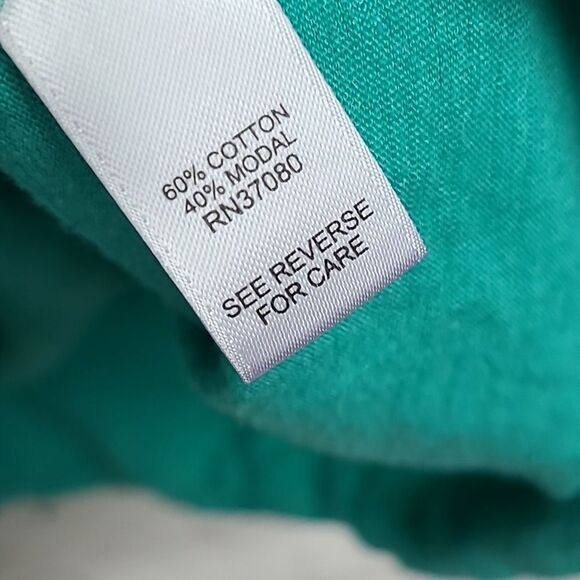 60% COTTON
40% MODAL
RN37080
SEE REVERSE
FOR CARE